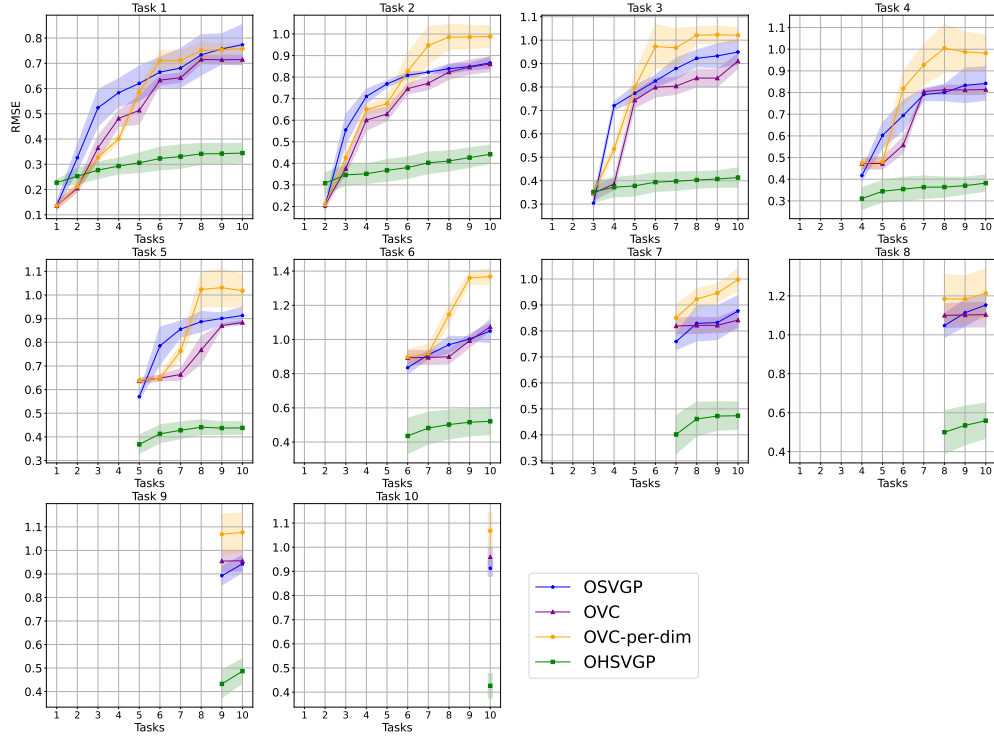 Task 1
Task 2
Task 3
Task 4
RMSE
0.8
0.7
0.6
0.5
0.4
0.3
0.2
0.1
1 2 3 4 5 6 7 8 9 10
Tasks
1.0
0.9
0.8
0.7
0.6
0.5
0.4
0.3
0.2
1 2 3 4 5 6 7 8 9 10
Tasks
1.1
1.0
0.9
0.8
0.7
0.6
0.5
0.4
0.3
1 2 3 4 5 6 7 8 9 10
Tasks
1.1
1.0
0.9
0.8
0.7
0.6
0.5
0.4
0.3
1 2 3 4 5 6 7 8 9 10
Tasks
Task 5
Task 6
Task 7
Task 8
1.1
1.0
0.9
0.8
0.7
0.6
0.5
0.4
0.3
1 2 3 4 5 6 7 8 9 10
Tasks
1.4
1.2
1.0
0.8
0.6
0.4
1 2 3 4 5 6 7 8 9 10
Tasks
1.0
0.9
0.8
0.7
0.6
0.5
0.4
0.3
1 2 3 4 5 6 7 8 9 10
Tasks
1.2
1.0
0.8
0.6
0.4
1 2 3 4 5 6 7 8 9 10
Tasks
Task 9
Task 10
1.1
1.0
0.9
0.8
0.7
0.6
0.5
0.4
1 2 3 4 5 6 7 8 9 10
Tasks
1.1
1.0
0.9
0.8
0.7
0.6
0.5
0.4
1 2 3 4 5 6 7 8 9 10
Tasks
OSVGP
OVC
OVC-per-dim
OHSVGP